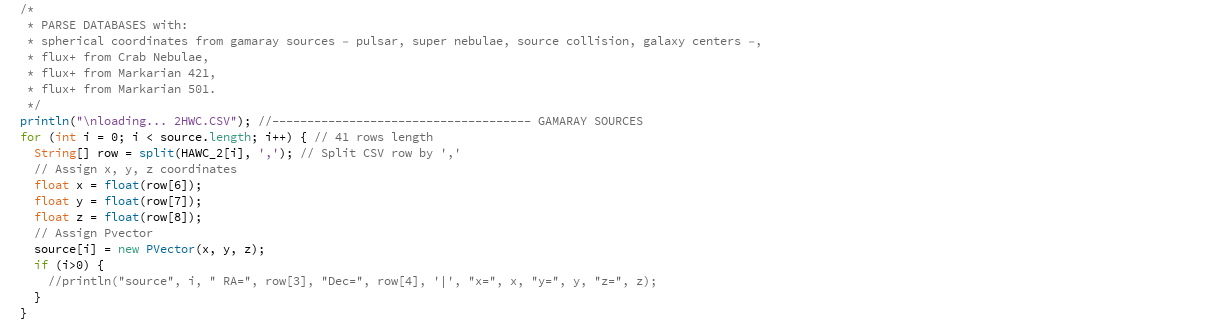 /*
 * PARSE DATABASES with:
 * spherical coordinates from gamaray sources – pulsar, super nebulae, source collision, galaxy centers –,
 * flux+ from Crab Nebulae,
 * flux+ from Markarian 421,
 * flux+ from Markarian 501.
 */
println("\nloading... 2HWC.CSV"); //------------------------------------- GAMARAY SOURCES
for (int i = 0; i < source.length; i++) { // 41 rows length
  String[] row = split(HAWC_2[i], ','); // Split CSV row by ','
  // Assign x, y, z coordinates
  float x = float(row[6]);
  float y = float(row[7]);
  float z = float(row[8]);
  // Assign Pvector
  source[i] = new PVector(x, y, z);
  if (i>0) {
    //println("source", i, " RA=", row[3], "Dec=", row[4], '|', "x=", x, "y=", y, "z=", z);
  }
}